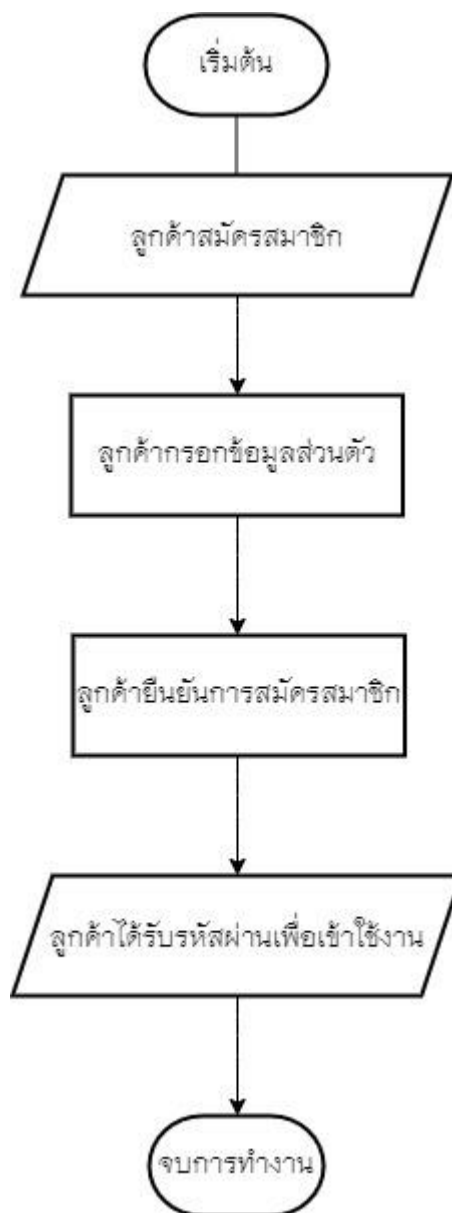 เริ่มต้น
ลูกค้าสมัครสมาชิก
ลูกค้ากรอกข้อมูลส่วนตัว
ลูกค้ายืนยันการสมัครสมาชิก
ลูกค้าได้รับรหัสผ่านเพื่อเข้าใช้งาน
จบการทำงาน